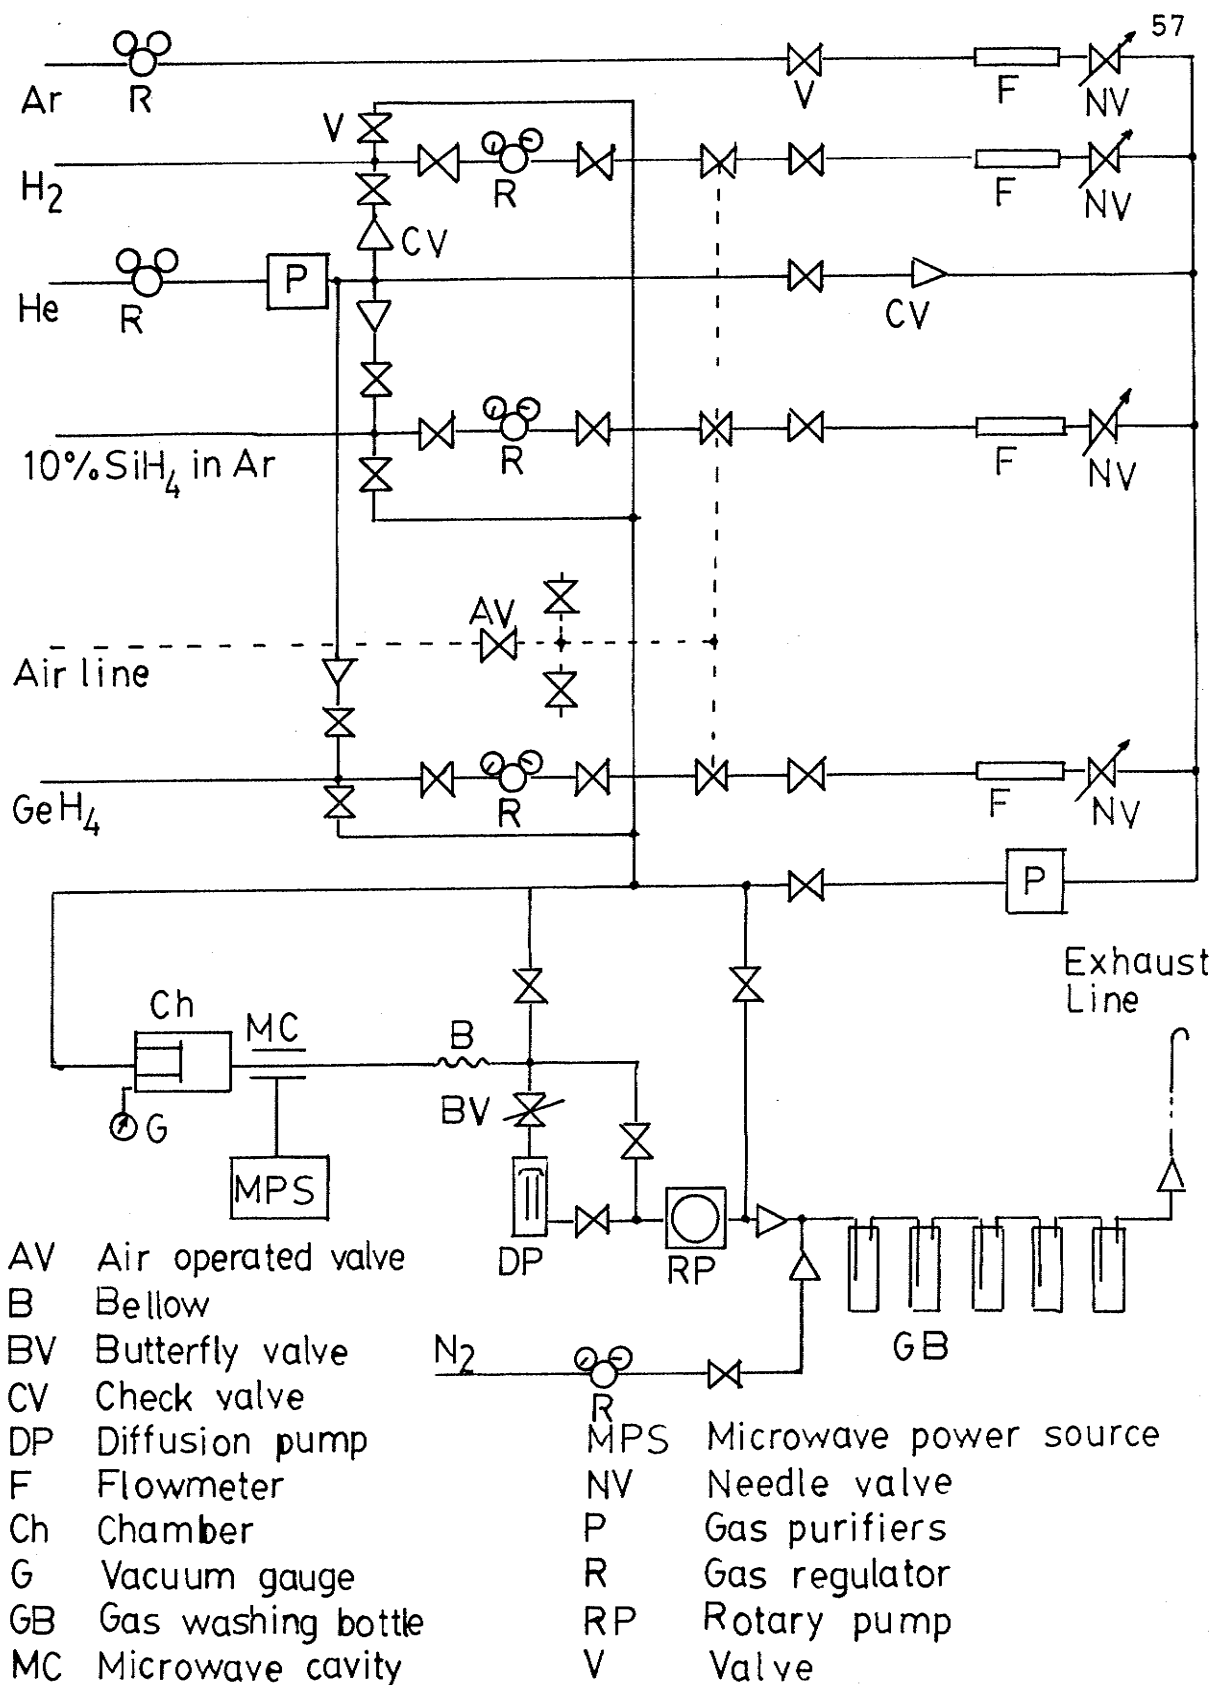 57
Ar
R
V
F
NV
V
H2
R
F
NV
CV
He
R
P
CV
10% SiH4 in Ar
R
F
NV
AV
Air line
GeH4
R
F
NV
P
Exhaust
Line
Ch
MC
B
BV
G
MPS
DP
RP
GB
N2
R
AV Air operated valve
B Bellow
BV Butterfly valve
CV Check valve
DP Diffusion pump
F Flowmeter
Ch Chamber
G Vacuum gauge
GB Gas washing bottle
MC Microwave cavity
MPS Microwave power source
NV Needle valve
P Gas purifiers
R Gas regulator
RP Rotary pump
V Valve